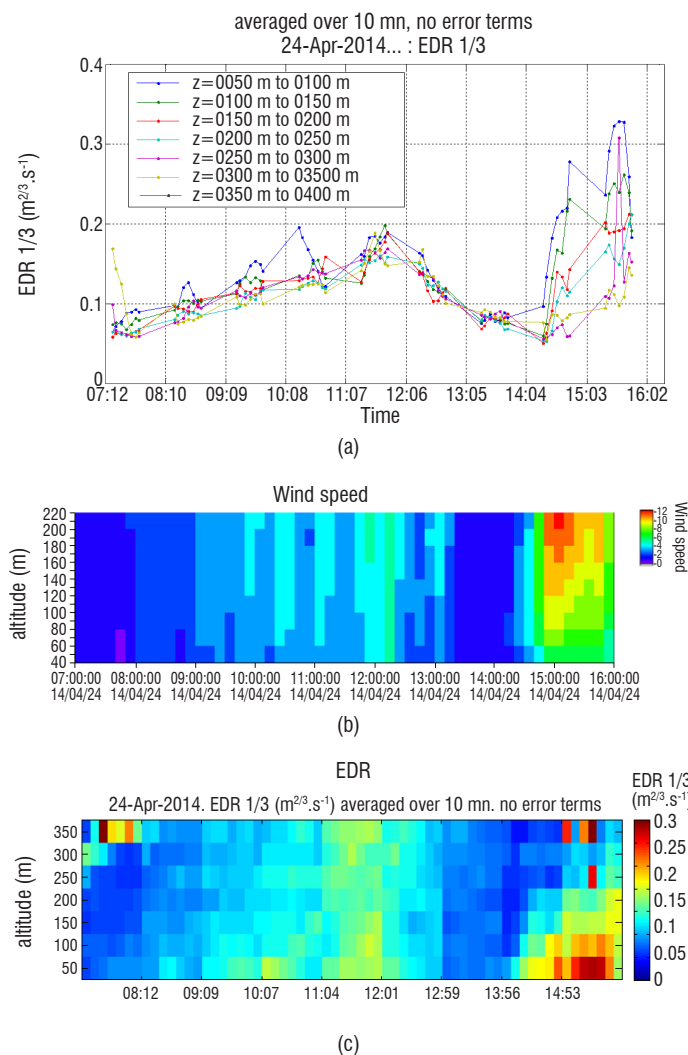 averaged over 10 mn, no error terms
24-Apr-2014... : EDR 1/3
EDR 1/3 (m2/3.s-1)
0.4
0.3
0.2
0.1
0
z=0050 m to 0100 m
z=0100 m to 0150 m
z=0150 m to 0200 m
z=0200 m to 0250 m
z=0250 m to 0300 m
z=0300 m to 03500 m
z=0350 m to 0400 m
07:12 08:10 09:09 10:08 11:07 12:06 13:05 14:04 15:03 16:02
Time
(a)
Wind speed
altitude (m)
220
200
180
160
140
120
100
80
60
40
12
10
8
6
4
2
0
Wind speed
07:00:00 08:00:00 09:00:00 10:00:00 11:00:00 12:00:00 13:00:00 14:00:00 15:00:00 16:00:00
14/04/24 14/04/24 14/04/24 14/04/24 14/04/24 14/04/24 14/04/24 14/04/24 14/04/24 14/04/24
(b)
EDR
24-Apr-2014. EDR 1/3 (m2/3.s-1) averaged over 10 mn. no error terms
EDR 1/3
(m2/3.s-1)
altitude (m)
350
300
250
200
150
100
50
0.3
0.25
0.2
0.15
0.1
0.05
0
08:12 09:09 10:07 11:04 12:01 12:59 13:56 14:53
(c)